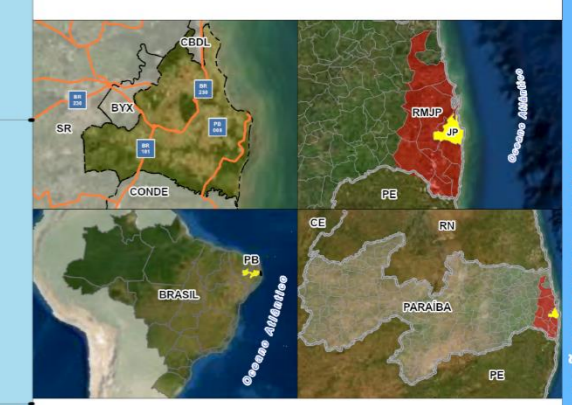 CBDL
BR
230
BR
230
BYX
SR
PB
008
BR
101
CONDE
RMJP
JP
PE
Oceano Atlântico
PB
BRASIL
Oceano Atlântico
CE
RN
PARAÍBA
PE